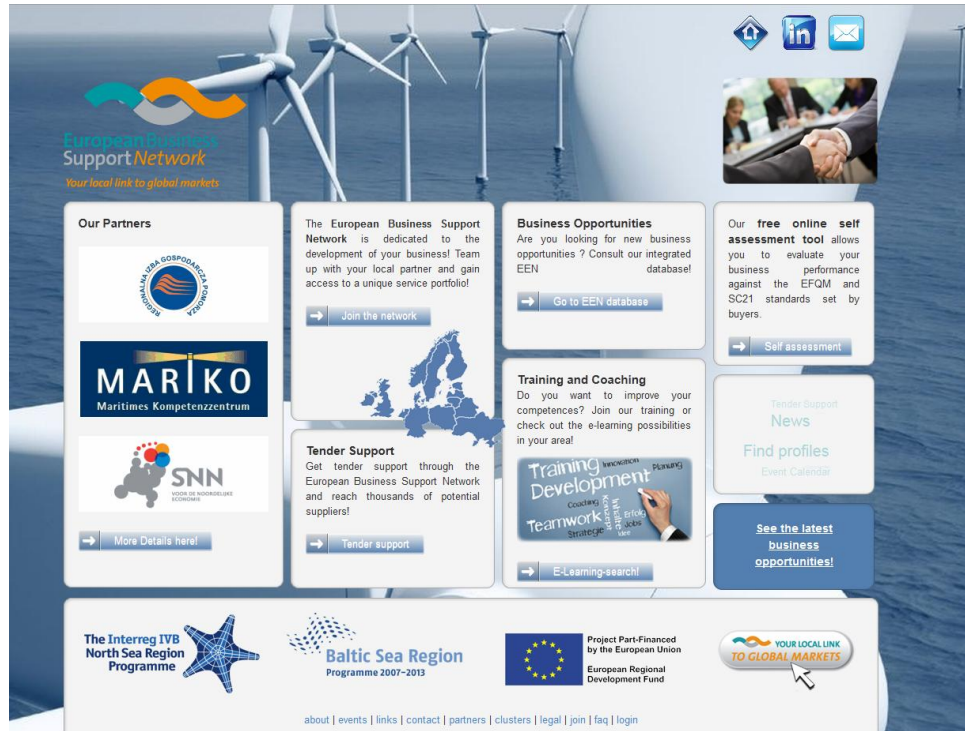 in
European Business
Support Network
Your local link to global markets
Our Partners
REGIONALNA IZBA GOSPODARCZA POMORZA
MARIKO
Maritimes Kompetenzzentrum
SNN
VOOR DE NOORDELIJKE
ECONOMIE
More Details here!
The European Business Support
Network is dedicated to the
development of your business! Team
up with your local partner and gain
access to a unique service portfolio!
Join the network
Tender Support
Get tender support through the
European Business Support Network
and reach thousands of potential
suppliers!
Tender support
Business Opportunities
Are you looking for new business
opportunities ? Consult our integrated
EEN database!
Go to EEN database
Training and Coaching
Do you want to improve your
competences? Join our training or
check out the e-learning possibilities
in your area!
Training Innovation Planung
Development
Coaching
Konzept
Initiative
Erfolg
Teamwork
Jobs
Strategie
Idee
E-Learning-search!
Our free online self
assessment tool allows
you to evaluate your
business performance
against the EFQM and
SC21 standards set by
buyers.
Self assessment
Tender Support
News
Find profiles
Event Calendar
See the latest
business
opportunities!
The Interreg IVB
North Sea Region
Programme
Baltic Sea Region
Programme 2007-2013
Project Part-Financed
by the European Union
European Regional
Development Fund
YOUR LOCAL LINK
TO GLOBAL MARKETS
about | events | links | contact | partners | clusters | legal | join | faq | login